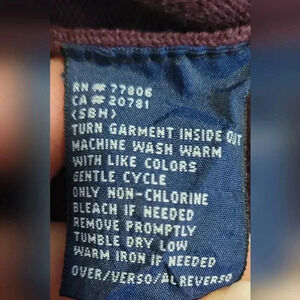 RN# 77806
CA# 20781
(SBH)
TURN GARMENT INSIDE OUT
MACHINE WASH WARM
WITH LIKE COLORS
GENTLE CYCLE
ONLY NON-CHLORINE
BLEACH IF NEEDED
REMOVE PROMPTLY
TUMBLE DRY LOW
WARM IRON IF NEEDED
OVER/VERSO/AL REVERSO